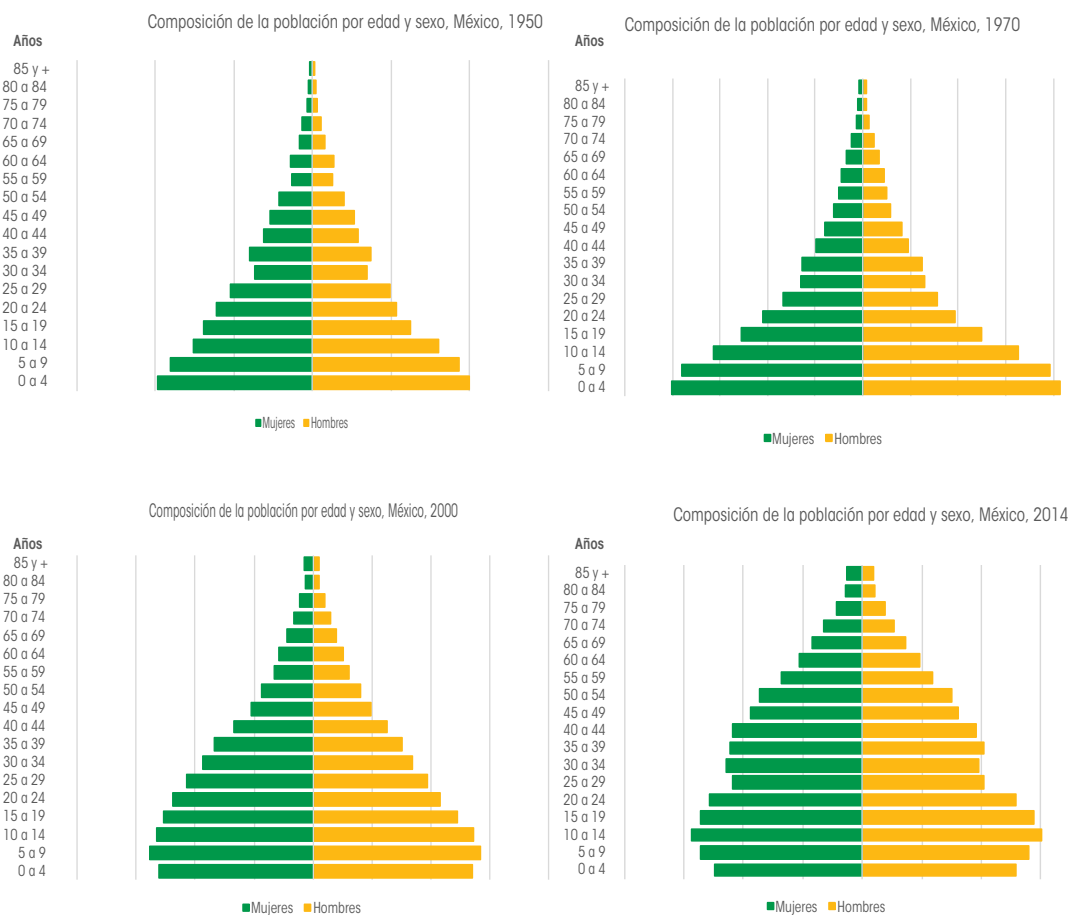 Composición de la población por edad y sexo, México, 1950
Años
85 y +
80 a 84
75 a 79
70 a 74
65 a 69
60 a 64
55 a 59
50 a 54
45 a 49
40 a 44
35 a 39
30 a 34
25 a 29
20 a 24
15 a 19
10 a 14
5 a 9
0 a 4
Mujeres Hombres
Composición de la población por edad y sexo, México, 1970
Años
85 y +
80 a 84
75 a 79
70 a 74
65 a 69
60 a 64
55 a 59
50 a 54
45 a 49
40 a 44
35 a 39
30 a 34
25 a 29
20 a 24
15 a 19
10 a 14
5 a 9
0 a 4
Mujeres Hombres
Composición de la población por edad y sexo, México, 2000
Años
85 y +
80 a 84
75 a 79
70 a 74
65 a 69
60 a 64
55 a 59
50 a 54
45 a 49
40 a 44
35 a 39
30 a 34
25 a 29
20 a 24
15 a 19
10 a 14
5 a 9
0 a 4
Mujeres Hombres
Composición de la población por edad y sexo, México, 2014
Años
85 y +
80 a 84
75 a 79
70 a 74
65 a 69
60 a 64
55 a 59
50 a 54
45 a 49
40 a 44
35 a 39
30 a 34
25 a 29
20 a 24
15 a 19
10 a 14
5 a 9
0 a 4
Mujeres Hombres